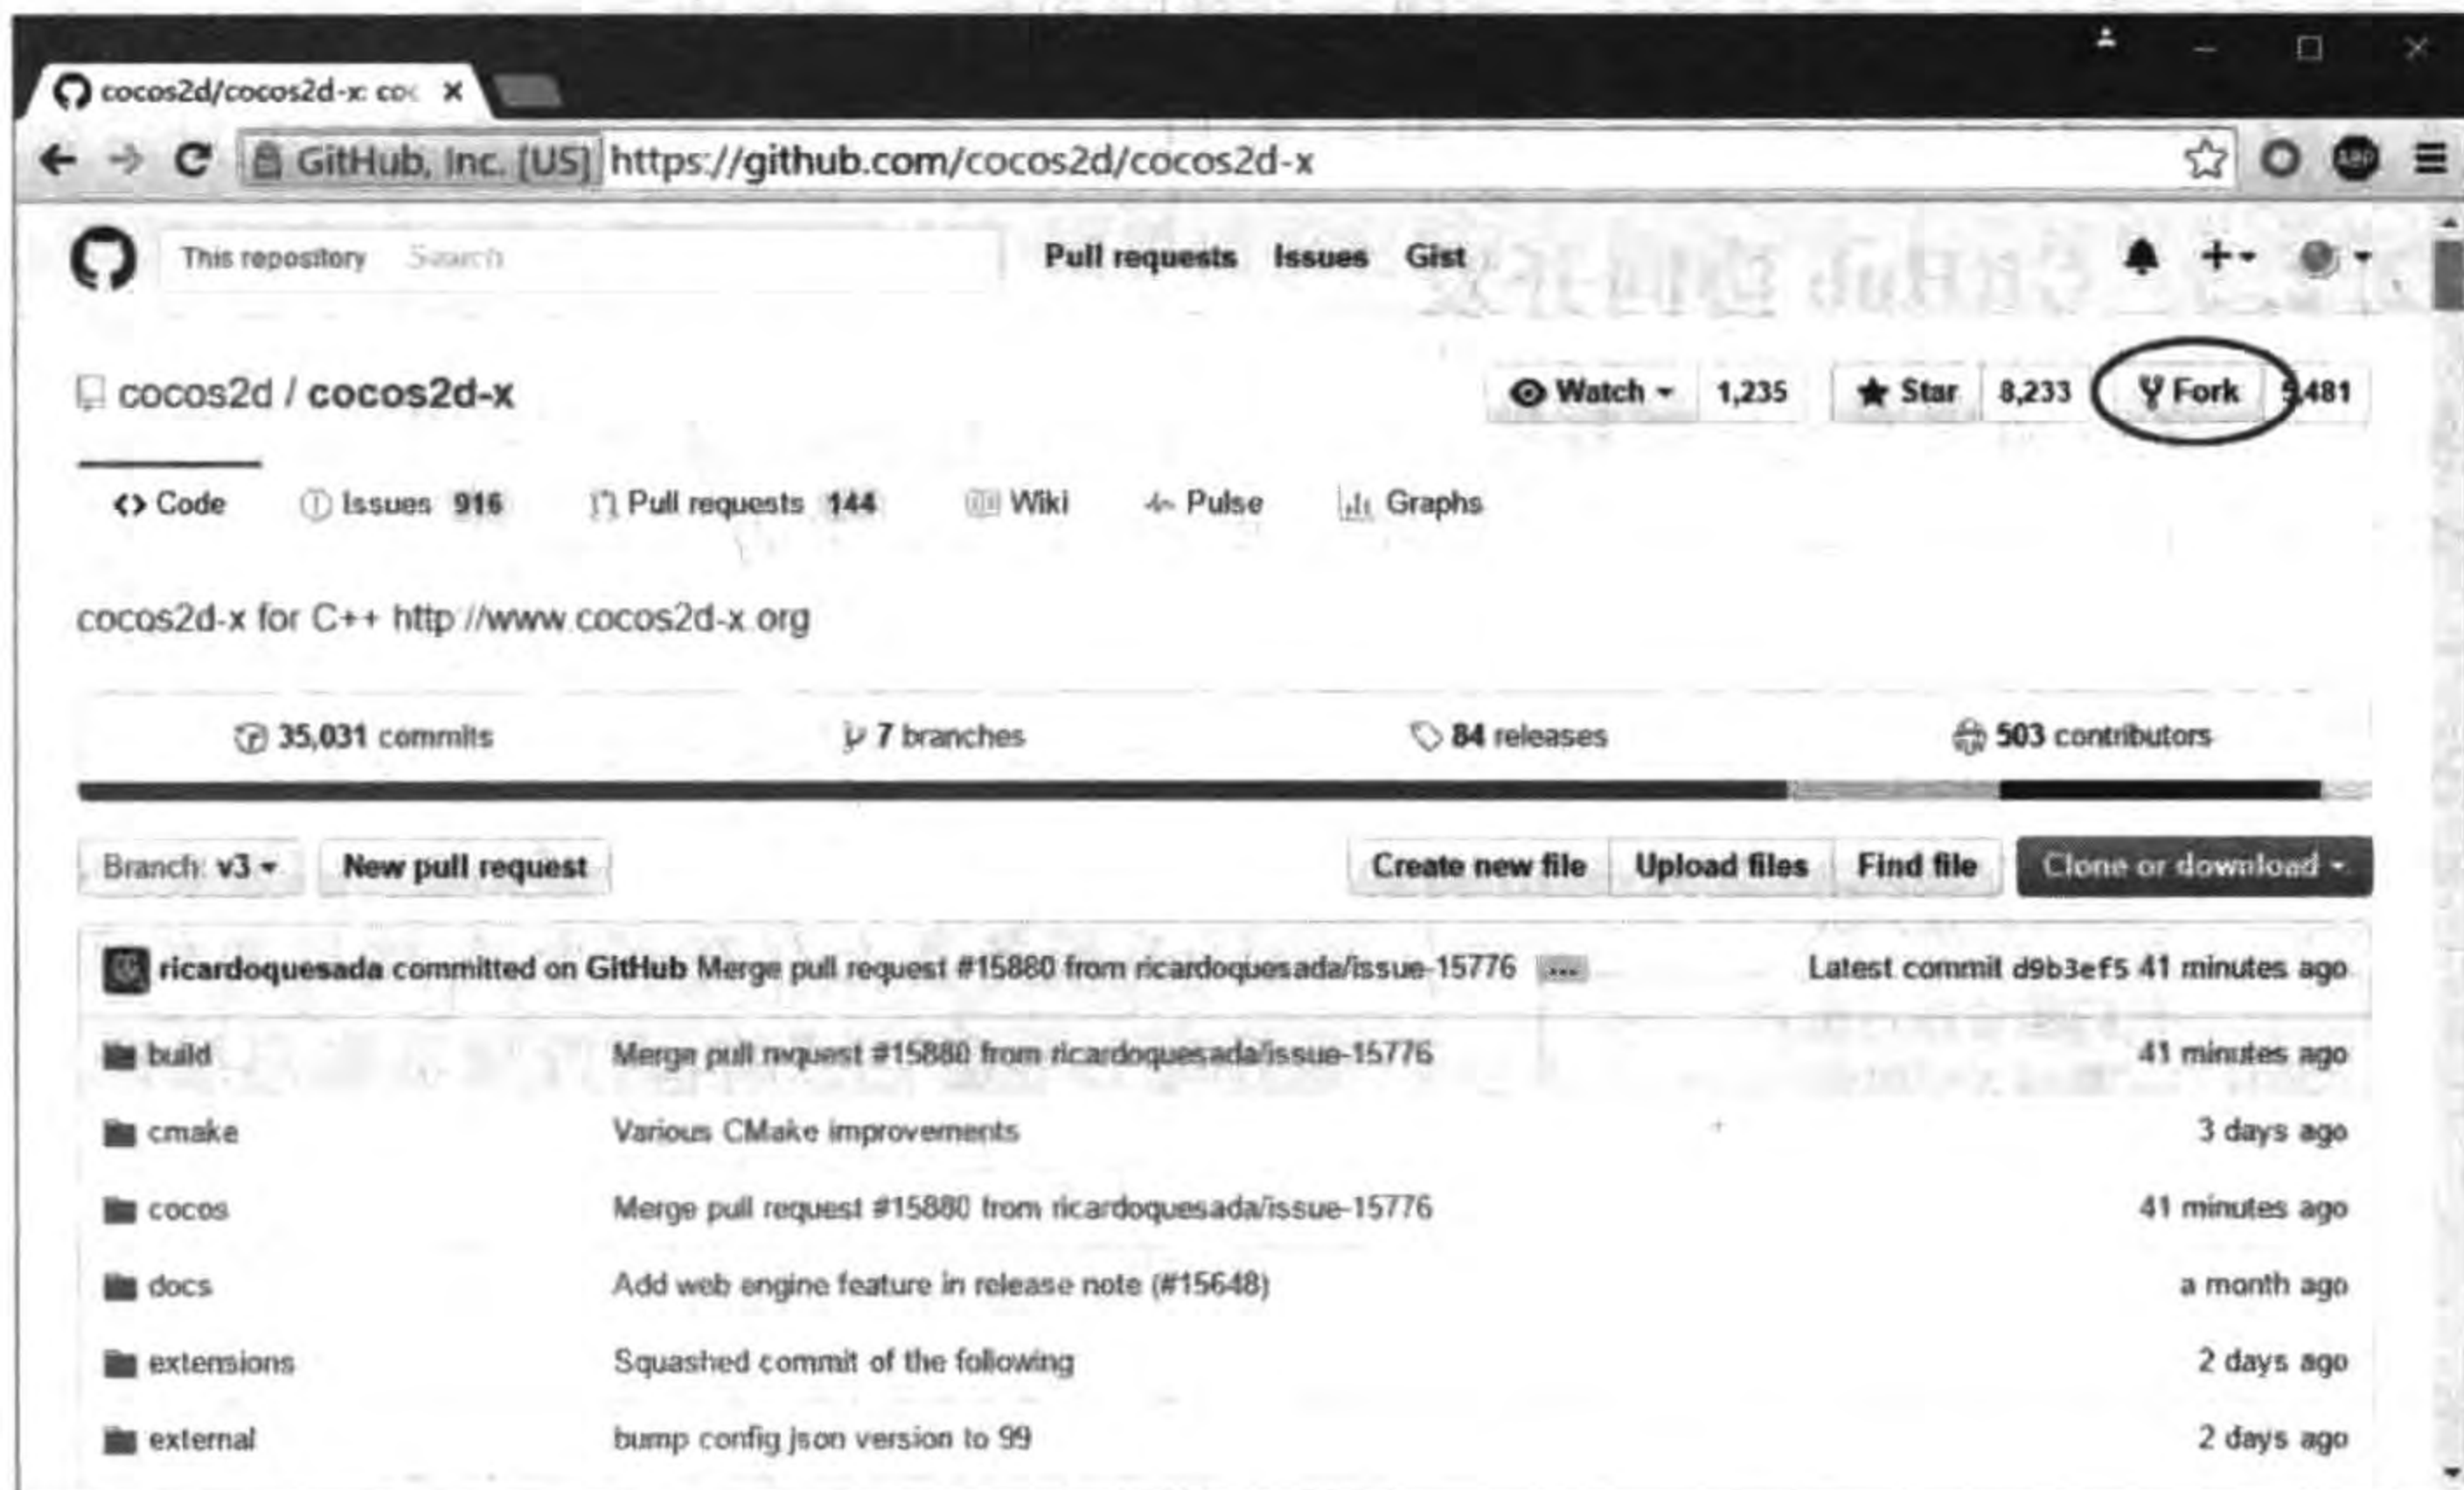 cocos2d/cocos2d-x: coc
GitHub, Inc. [US] https://github.com/cocos2d/cocos2d-x
This repository Search Pull requests Issues Gist
cocos2d / cocos2d-x Watch 1,235 Star 8,233 Fork 5,481
Code Issues 916 Pull requests 144 Wiki Pulse Graphs
cocos2d-x for C++ http://www.cocos2d-x.org
35,031 commits 7 branches 84 releases 503 contributors
Branch: v3 New pull request Create new file Upload files Find file Clone or download
ricardoquesada committed on GitHub Merge pull request #15880 from ricardoquesada/issue-15776 ... Latest commit d9b3ef5 41 minutes ago
build Merge pull request #15880 from ricardoquesada/issue-15776 41 minutes ago
cmake Various CMake improvements 3 days ago
cocos Merge pull request #15880 from ricardoquesada/issue-15776 41 minutes ago
docs Add web engine feature in release note (#15648) a month ago
extensions Squashed commit of the following 2 days ago
external bump config json version to 99 2 days ago